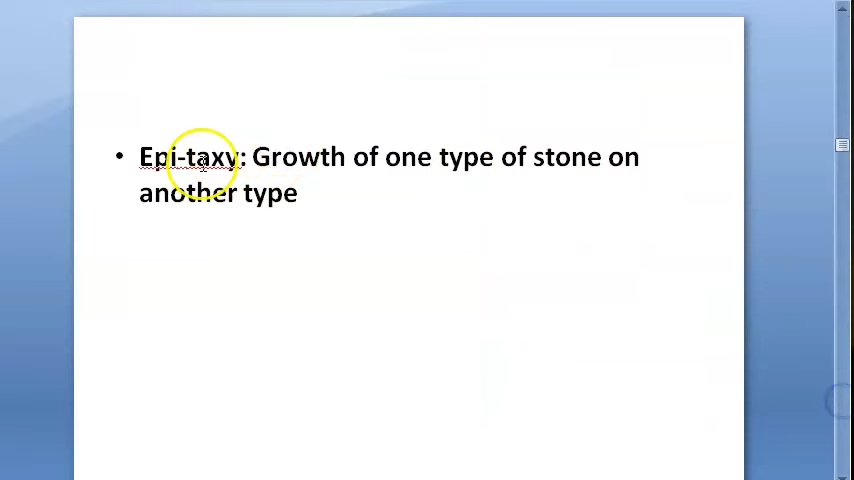 • Epi-taxy: Growth of one type of stone on
another type